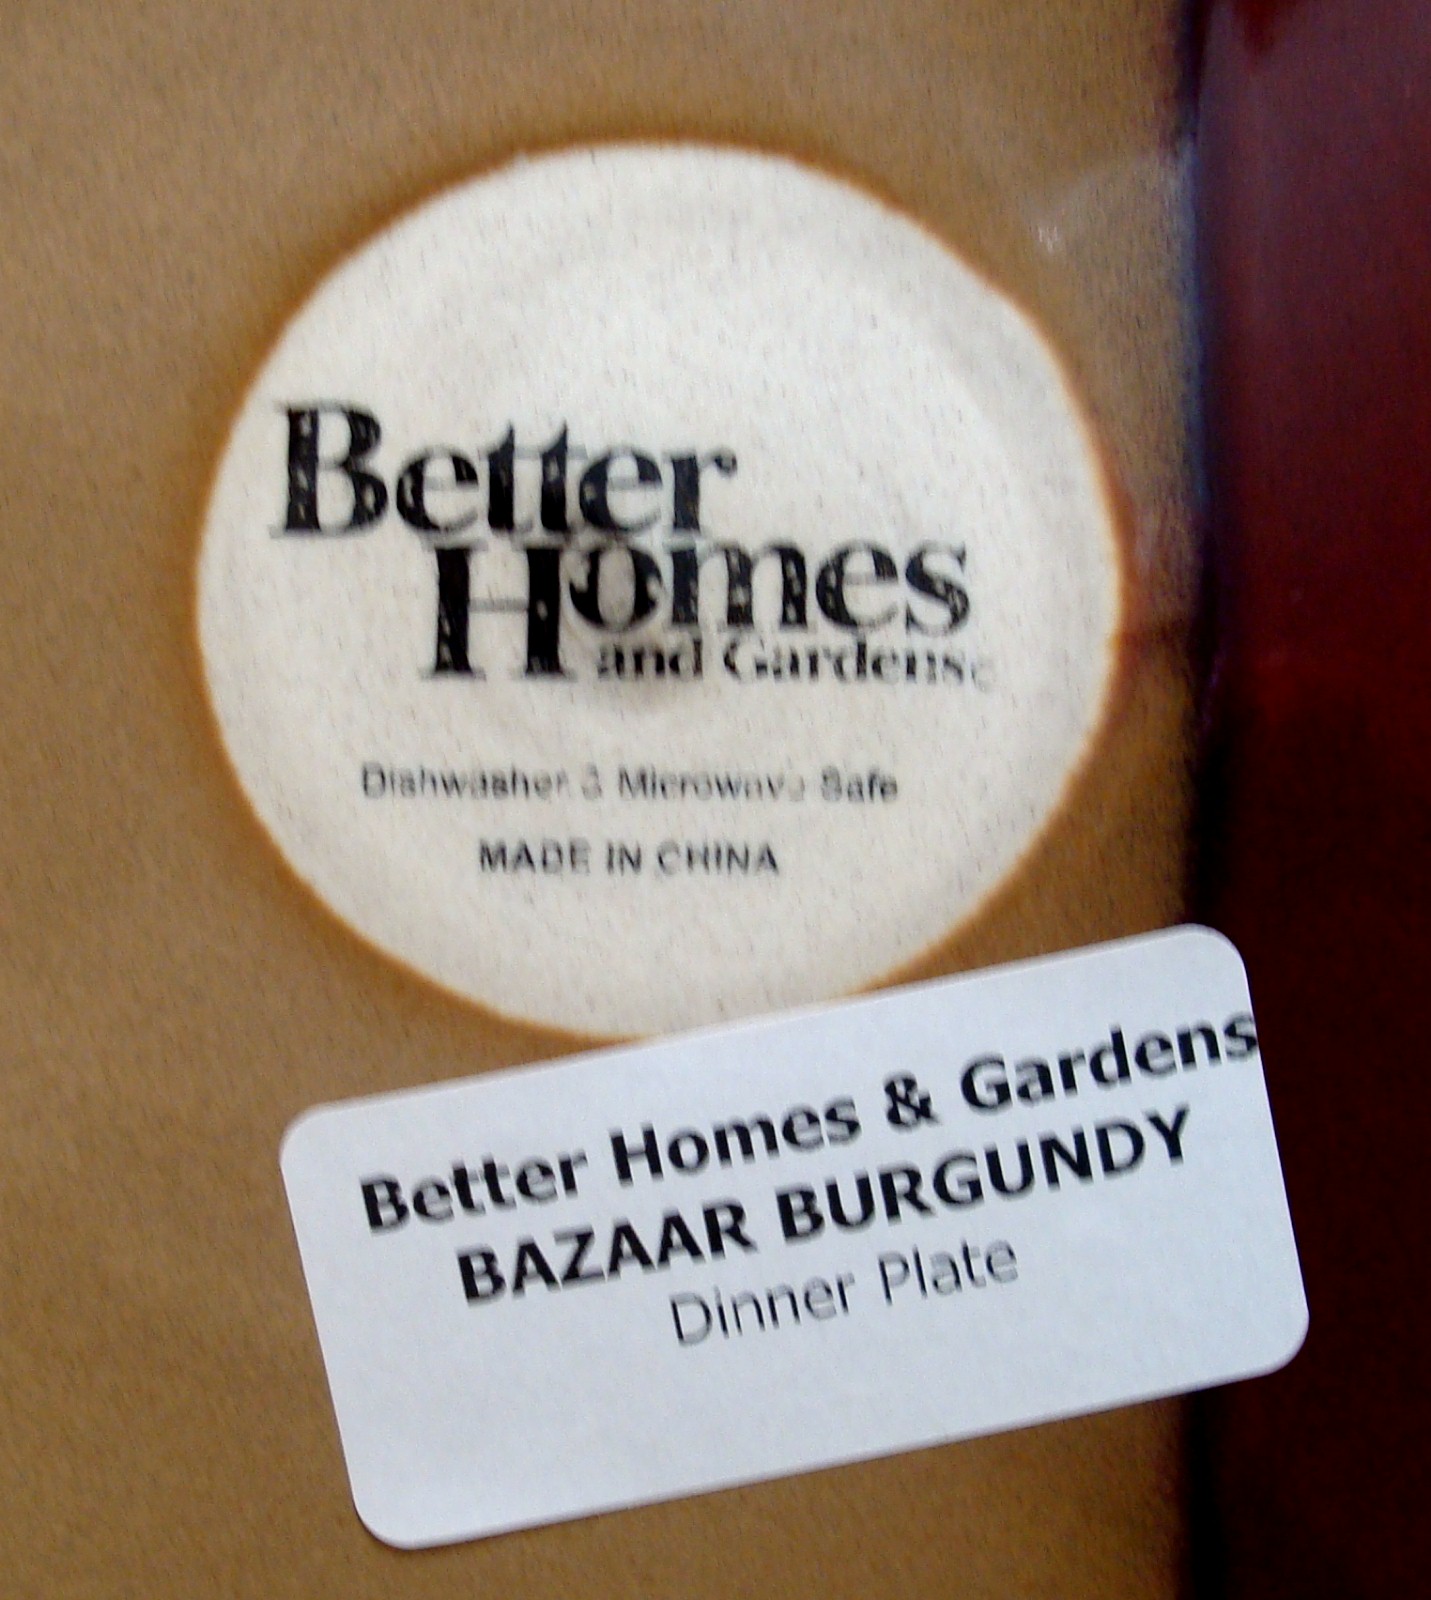 Better
Homes
and Gardens
Dishwasher & Microwave Safe
MADE IN CHINA
Better Homes & Gardens
BAZAAR BURGUNDY
Dinner Plate